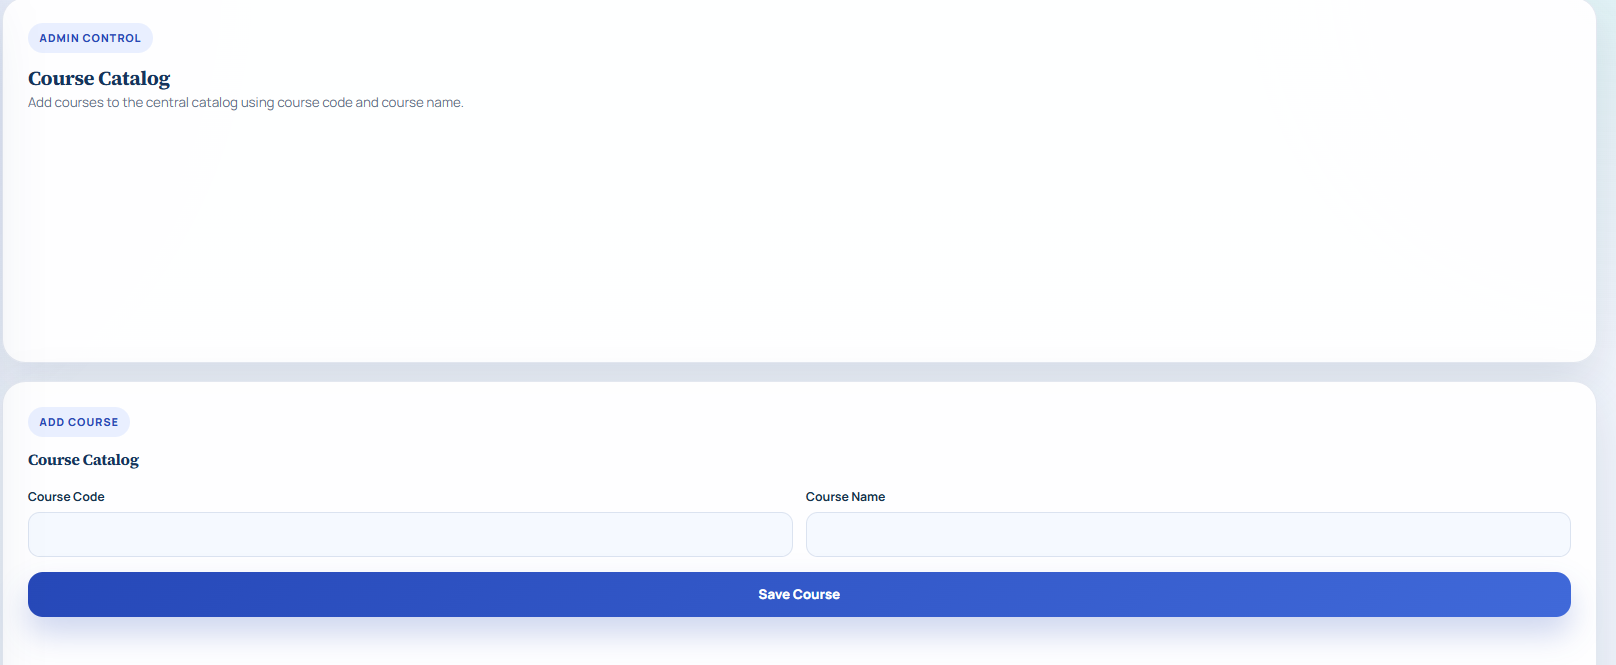 ADMIN CONTROL
Course Catalog
Add courses to the central catalog using course code and course name.
ADD COURSE
Course Catalog
Course Code
Course Name
Save Course